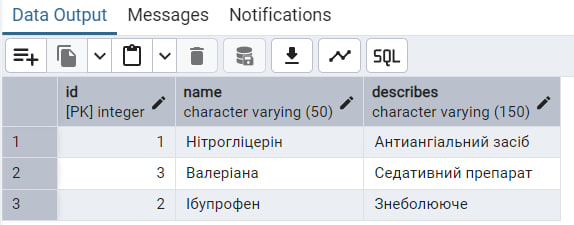 Data Output Messages Notifications
SQL
id name describes
[PK] integer character varying (50) character varying (150)
1 1 Нітрогліцерін Антиангіальний засіб
2 3 Валеріана Седативний препарат
3 2 Ібупрофен Знеболююче